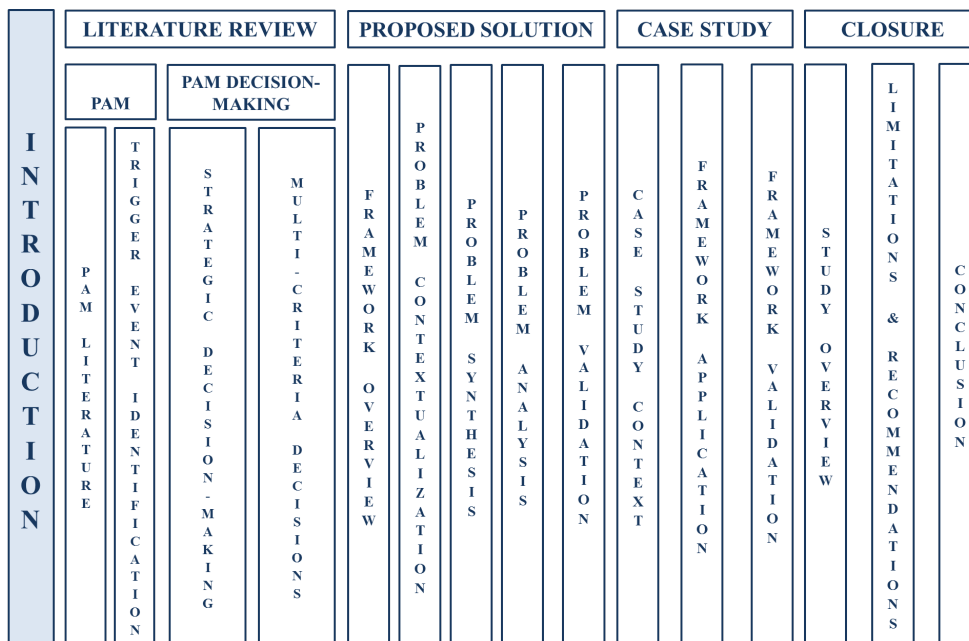 INTRODUCTION
LITERATURE REVIEW
PAM
PAM LITERATURE
TRIGGER EVENT IDENTIFICATION
PAM DECISION-
MAKING
STRATEGIC DECISION-MAKING
MULTI-CRITERIA DECISIONS
PROPOSED SOLUTION
FRAMEWORK OVERVIEW
PROBLEM CONTEXTUALIZATION
PROBLEM SYNTHESIS
PROBLEM ANALYSIS
PROBLEM VALIDATION
CASE STUDY
CASE STUDY CONTEXT
FRAMEWORK APPLICATION
FRAMEWORK VALIDATION
CLOSURE
STUDY OVERVIEW
LIMITATIONS & RECOMMENDATIONS
CONCLUSION